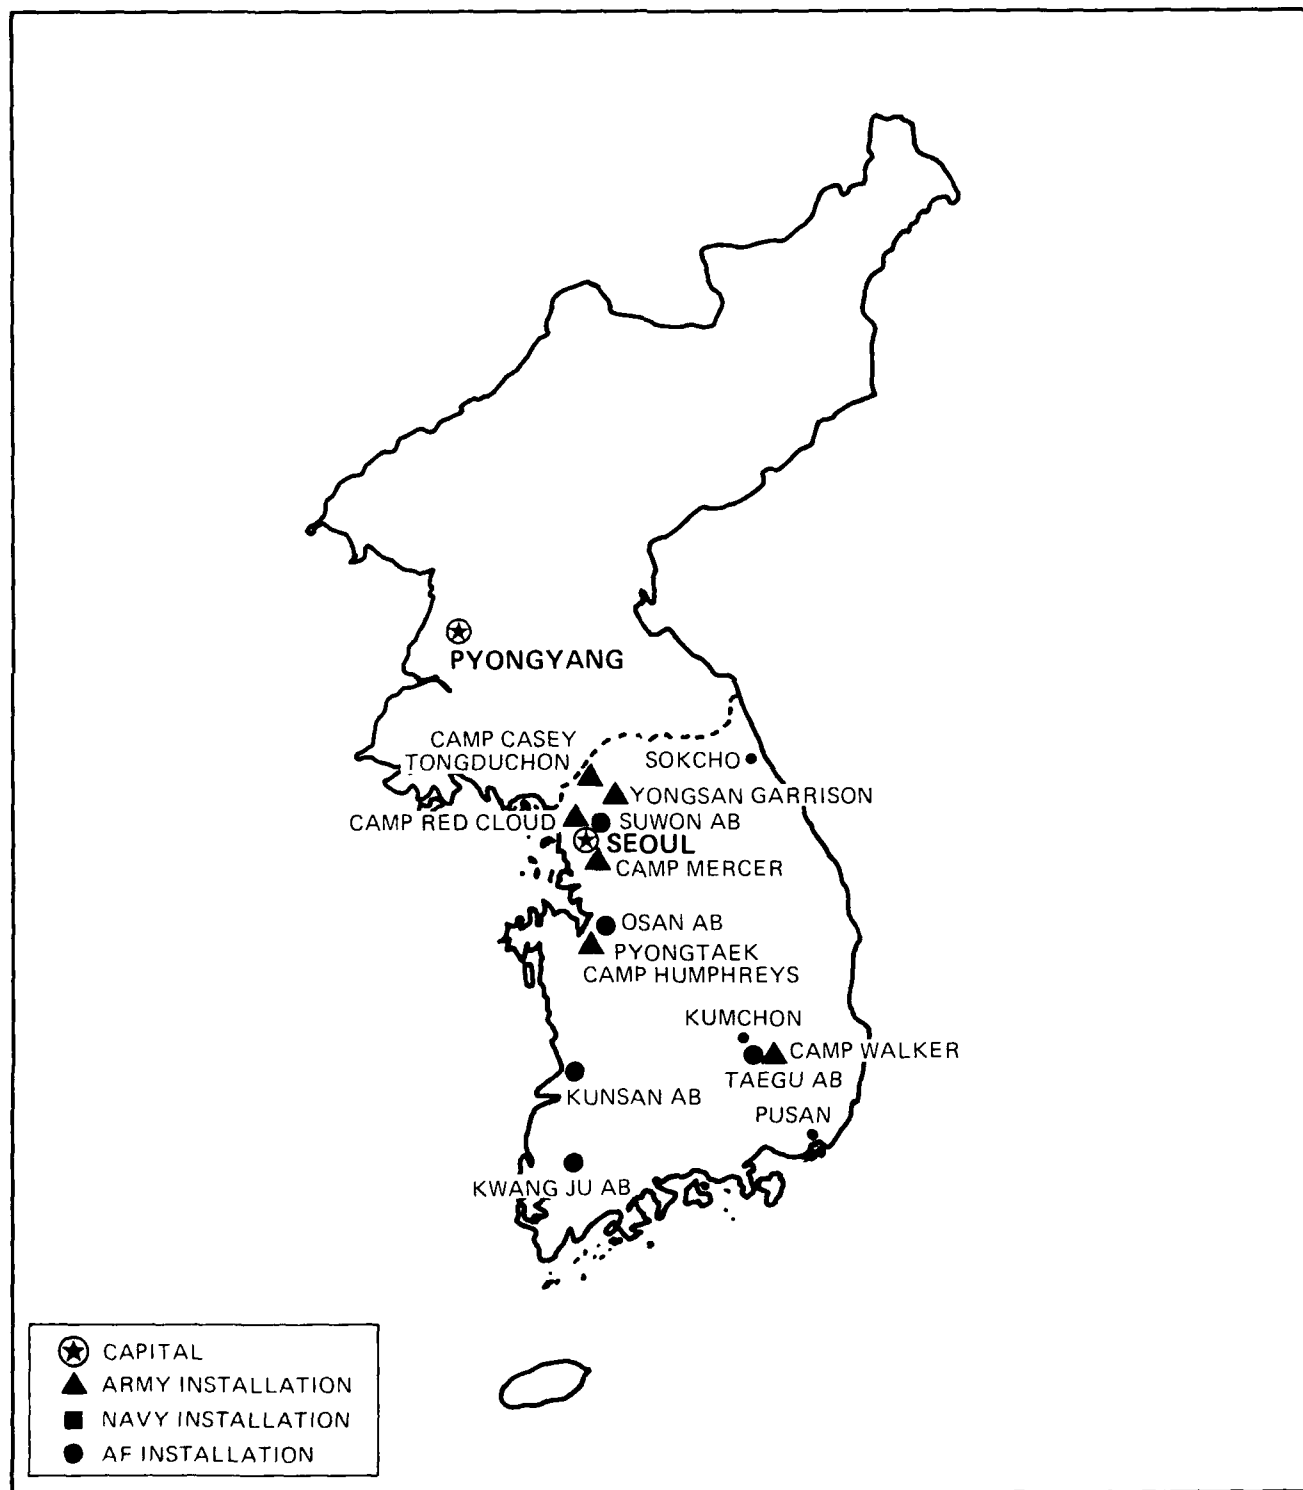 PYONGYANG
CAMP CASEY
TONGDUCHON
SOKCHO
YONGSAN GARRISON
CAMP RED CLOUD
SUWON AB
SEOUL
CAMP MERCER
OSAN AB
PYONGTAEK
CAMP HUMPHREYS
KUMCHON
CAMP WALKER
TAEGU AB
KUNSAN AB
PUSAN
KWANG JU AB
CAPITAL
ARMY INSTALLATION
NAVY INSTALLATION
AF INSTALLATION